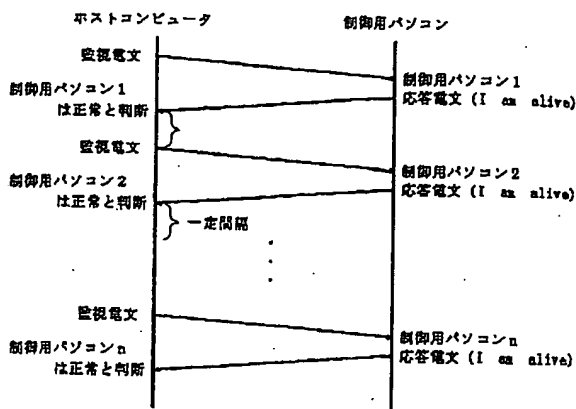 ホストコンピュータ
制御用パソコン
監視電文
制御用パソコン1
制御用パソコン1
は正常と判断
応答電文 (I am alive)
監視電文
制御用パソコン2
制御用パソコン2
は正常と判断
応答電文 (I am alive)
一定間隔
監視電文
制御用パソコンn
制御用パソコンn
は正常と判断
応答電文 (I am alive)